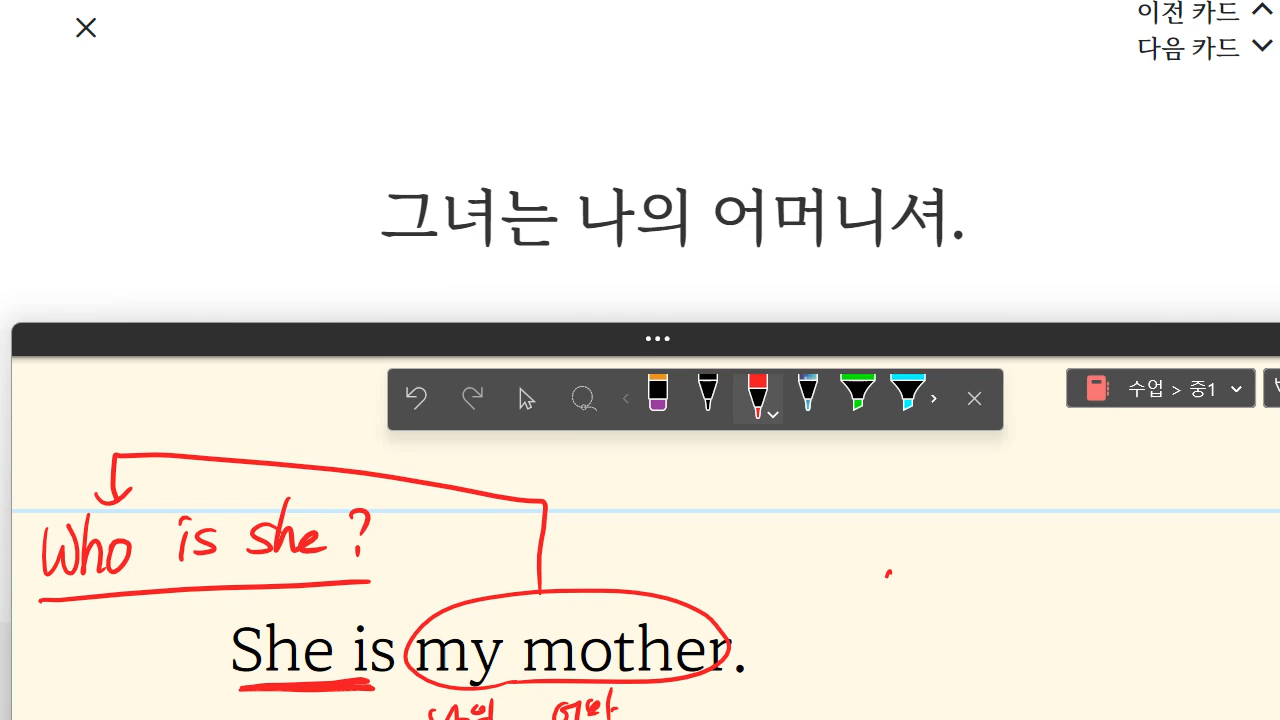 이전 카드
다음 카드
그녀는 나의 어머니셔.
수업 > 중1
Who is she?
She is my mother.